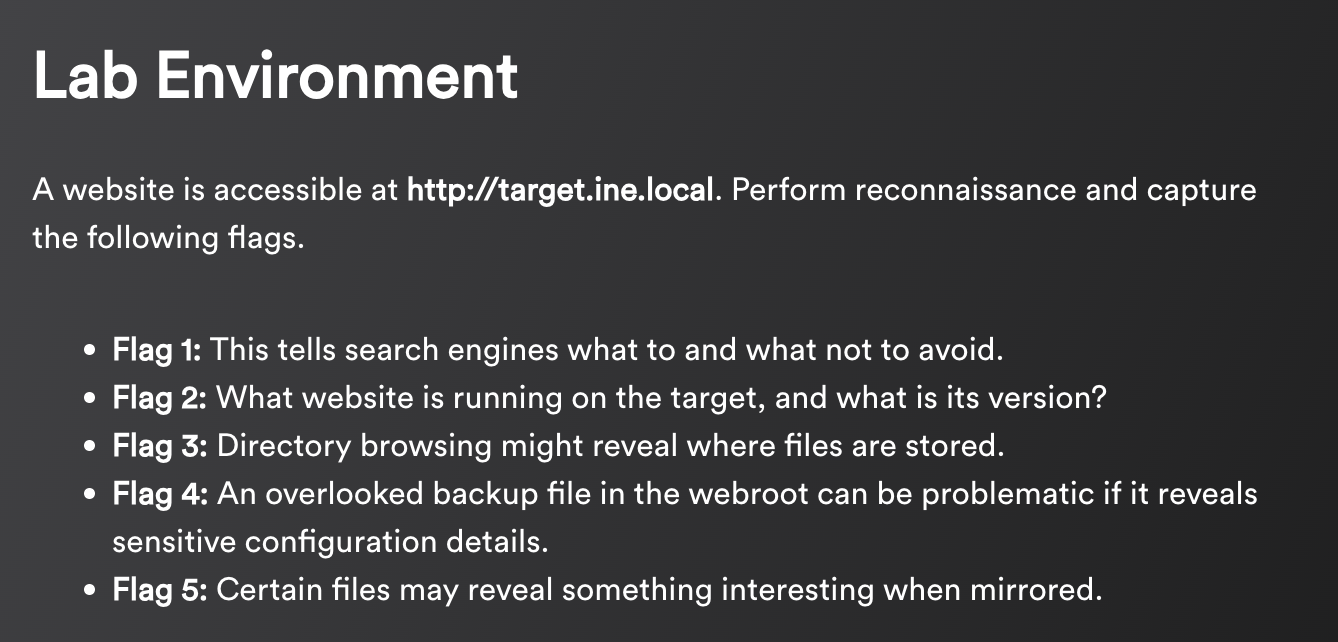 Lab Environment
A website is accessible at http://target.ine.local. Perform reconnaissance and capture
the following flags.
• Flag 1: This tells search engines what to and what not to avoid.
• Flag 2: What website is running on the target, and what is its version?
• Flag 3: Directory browsing might reveal where files are stored.
• Flag 4: An overlooked backup file in the webroot can be problematic if it reveals
sensitive configuration details.
• Flag 5: Certain files may reveal something interesting when mirrored.